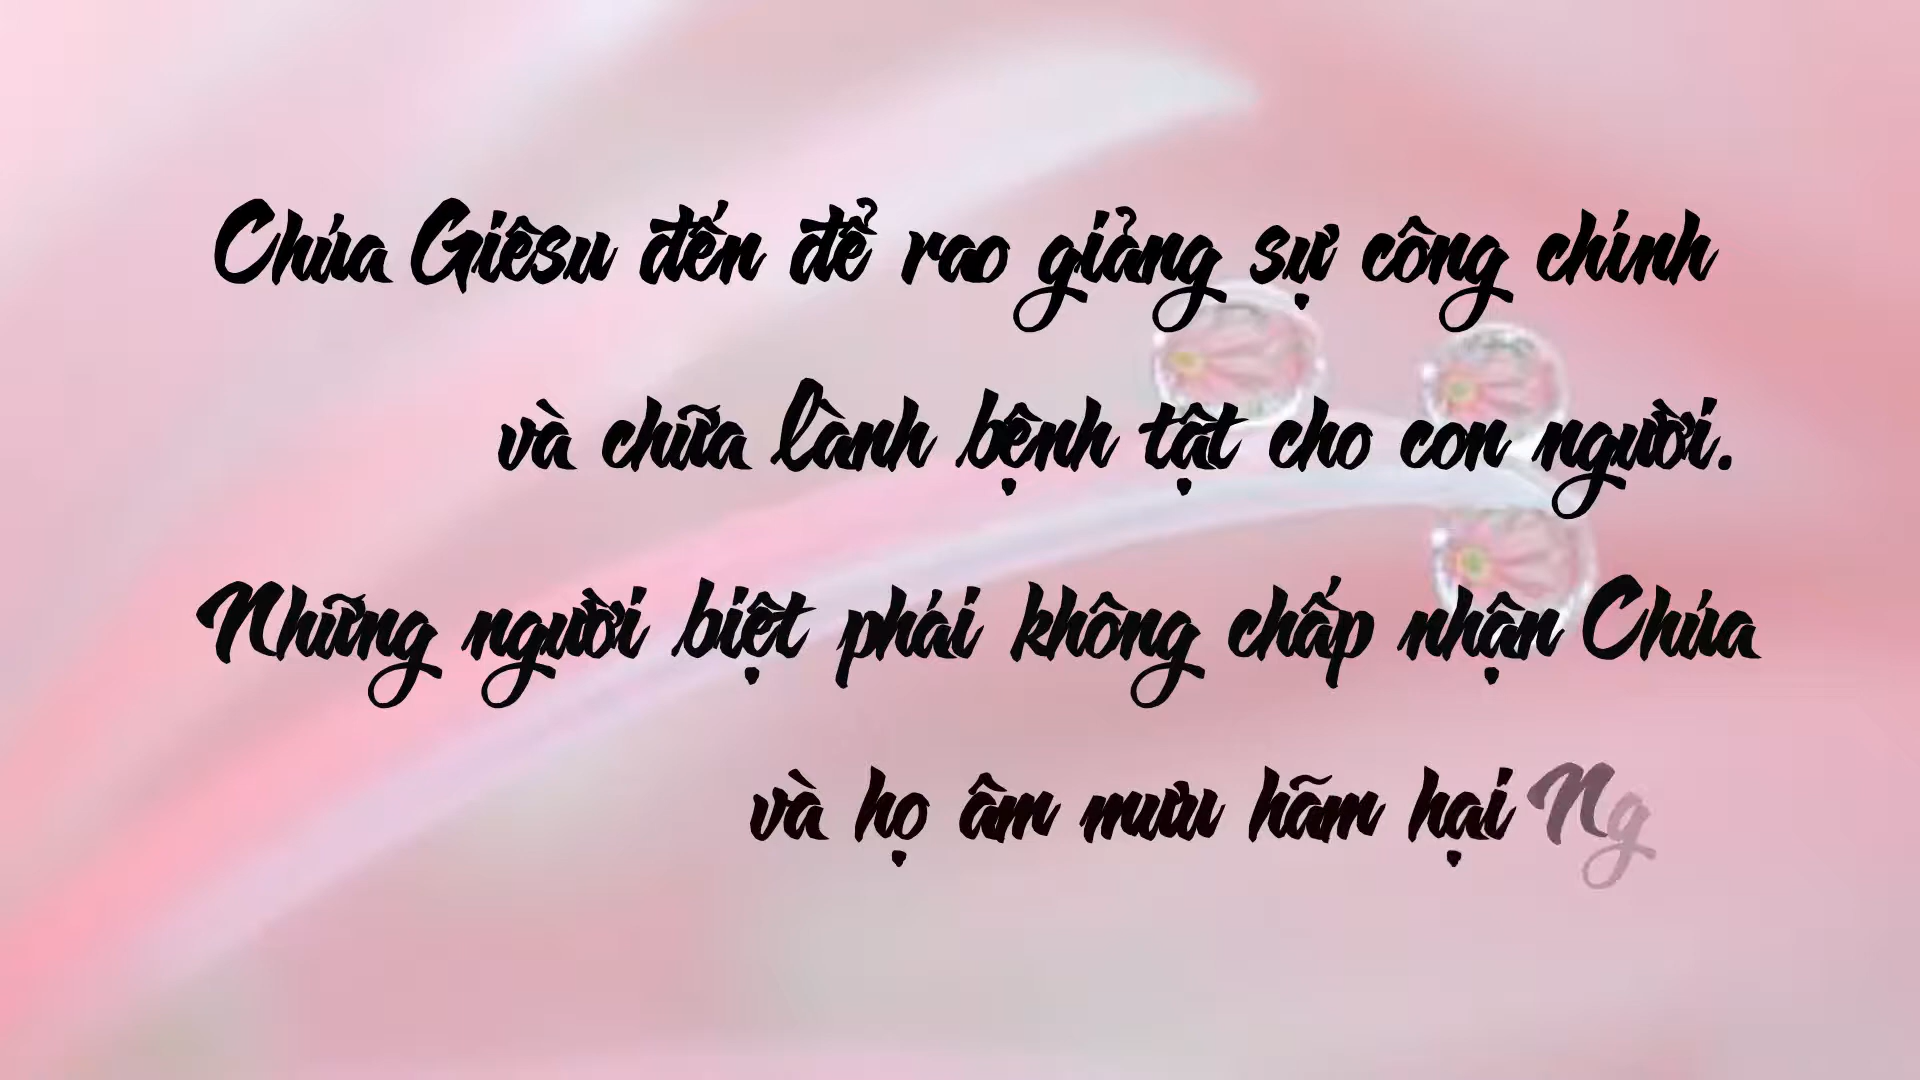 Chúa Giêsu đến để rao giảng sự công chính
và chữa lành bệnh tật cho con người.
Những người biệt phái không chấp nhận Chúa
và họ âm mưu hãm hại Ng